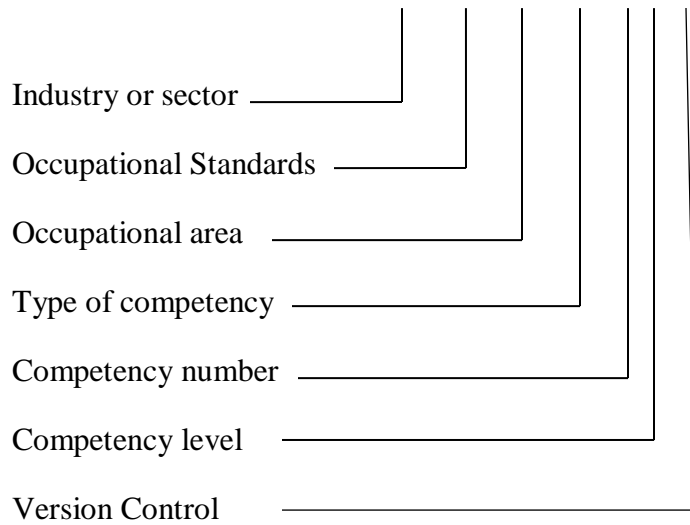 Industry or sector
Occupational Standards
Occupational area
Type of competency
Competency number
Competency level
Version Control